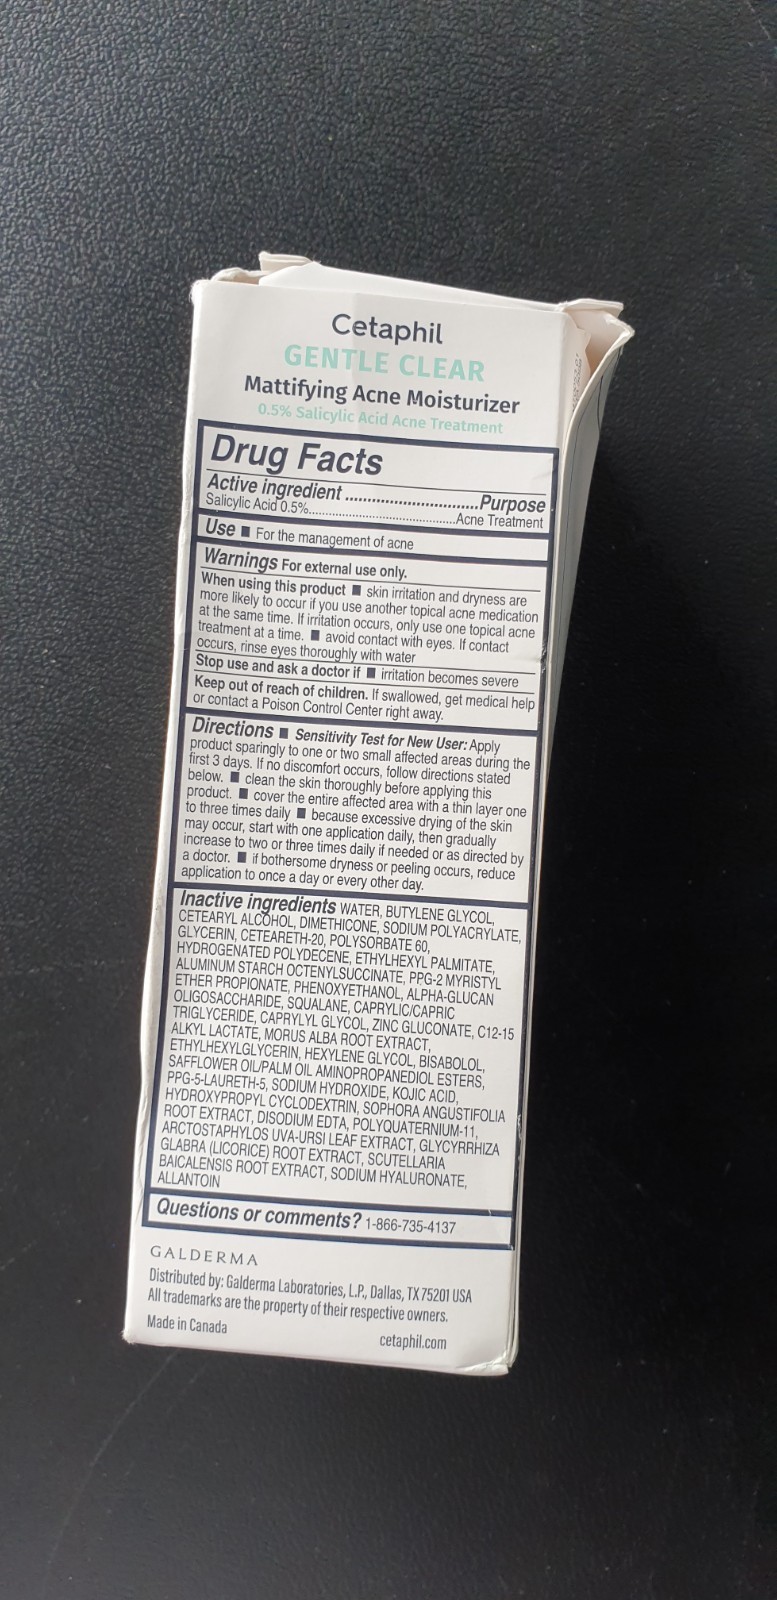 Cetaphil
GENTLE CLEAR
Mattifying Acne Moisturizer
0.5% Salicylic Acid Acne Treatment
Drug Facts
Active ingredient ..............................Purpose
Salicylic Acid 0.5%..............................................Acne Treatment
Use ■ For the management of acne
Warnings For external use only.
When using this product ■ skin irritation and dryness are
more likely to occur if you use another topical acne medication
at the same time. If irritation occurs, only use one topical acne
treatment at a time. ■ avoid contact with eyes. If contact
occurs, rinse eyes thoroughly with water
Stop use and ask a doctor if ■ irritation becomes severe
Keep out of reach of children. If swallowed, get medical help
or contact a Poison Control Center right away.
Directions ■ Sensitivity Test for New User: Apply
product sparingly to one or two small affected areas during the
first 3 days. If no discomfort occurs, follow directions stated
below. ■ clean the skin thoroughly before applying this
product. ■ cover the entire affected area with a thin layer one
to three times daily ■ because excessive drying of the skin
may occur, start with one application daily, then gradually
increase to two or three times daily if needed or as directed by
a doctor. ■ if bothersome dryness or peeling occurs, reduce
application to once a day or every other day.
Inactive ingredients WATER, BUTYLENE GLYCOL,
CETEARYL ALCOHOL, DIMETHICONE, SODIUM POLYACRYLATE,
GLYCERIN, CETEARETH-20, POLYSORBATE 60,
HYDROGENATED POLYDECENE, ETHYLHEXYL PALMITATE,
ALUMINUM STARCH OCTENYLSUCCINATE, PPG-2 MYRISTYL
ETHER PROPIONATE, PHENOXYETHANOL, ALPHA-GLUCAN
OLIGOSACCHARIDE, SQUALANE, CAPRYLIC/CAPRIC
TRIGLYCERIDE, CAPRYLYL GLYCOL, ZINC GLUCONATE, C12-15
ALKYL LACTATE, MORUS ALBA ROOT EXTRACT,
ETHYLHEXYLGLYCERIN, HEXYLENE GLYCOL, BISABOLOL,
SAFFLOWER OIL/PALM OIL AMINOPROPANEDIOL ESTERS,
PPG-5-LAURETH-5, SODIUM HYDROXIDE, KOJIC ACID,
HYDROXYPROPYL CYCLODEXTRIN, SOPHORA ANGUSTIFOLIA
ROOT EXTRACT, DISODIUM EDTA, POLYQUATERNIUM-11,
ARCTOSTAPHYLOS UVA-URSI LEAF EXTRACT, GLYCYRRHIZA
GLABRA (LICORICE) ROOT EXTRACT, SCUTELLARIA
BAICALENSIS ROOT EXTRACT, SODIUM HYALURONATE,
ALLANTOIN
Questions or comments? 1-866-735-4137
GALDERMA
Distributed by: Galderma Laboratories, L.P., Dallas, TX 75201 USA
All trademarks are the property of their respective owners.
Made in Canada
cetaphil.com